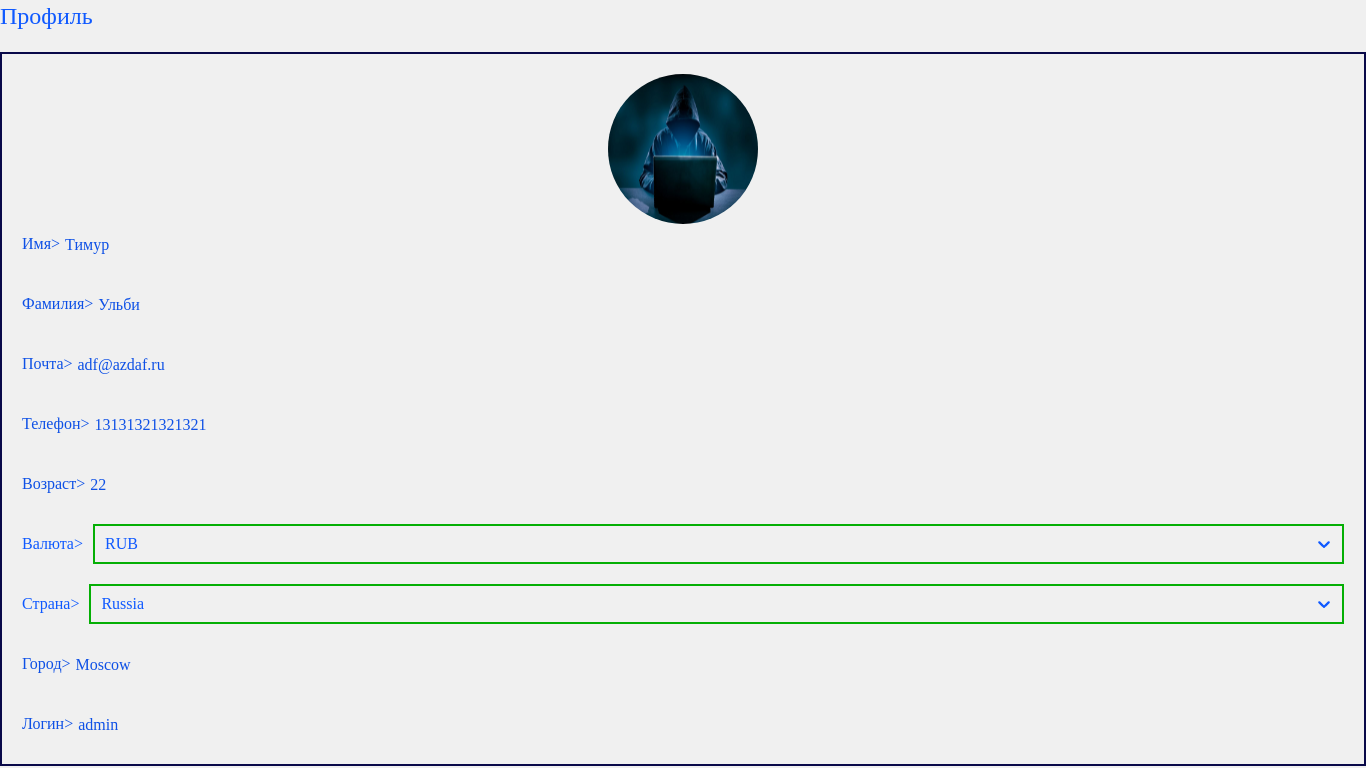 Профиль
Имя> Тимур
Фамилия> Ульби
Почта> adf@azdaf.ru
Телефон> 13131321321321
Возраст> 22
Валюта> RUB
Страна> Russia
Город> Moscow
Логин> admin